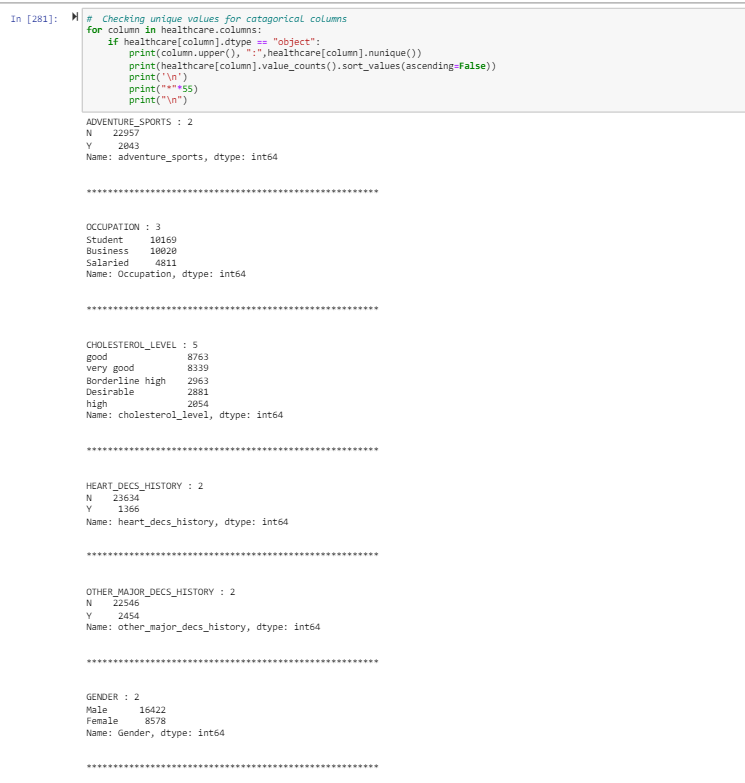 In [281]:
#  Checking unique values for catagorical columns
for column in healthcare.columns:
    if healthcare[column].dtype == "object":
        print(column.upper(), ":",healthcare[column].nunique())
        print(healthcare[column].value_counts().sort_values(ascending=False))
        print('\n')
        print("*"*55)
        print("\n")
ADVENTURE_SPORTS : 2
N    22957
Y     2043
Name: adventure_sports, dtype: int64
*******************************************************
OCCUPATION : 3
Student     10169
Business    10020
Salaried     4811
Name: Occupation, dtype: int64
*******************************************************
CHOLESTEROL_LEVEL : 5
good               8763
very good          8339
Borderline high    2963
Desirable          2881
high               2054
Name: cholesterol_level, dtype: int64
*******************************************************
HEART_DECS_HISTORY : 2
N    23634
Y     1366
Name: heart_decs_history, dtype: int64
*******************************************************
OTHER_MAJOR_DECS_HISTORY : 2
N    22546
Y     2454
Name: other_major_decs_history, dtype: int64
*******************************************************
GENDER : 2
Male      16422
Female     8578
Name: Gender, dtype: int64
*******************************************************